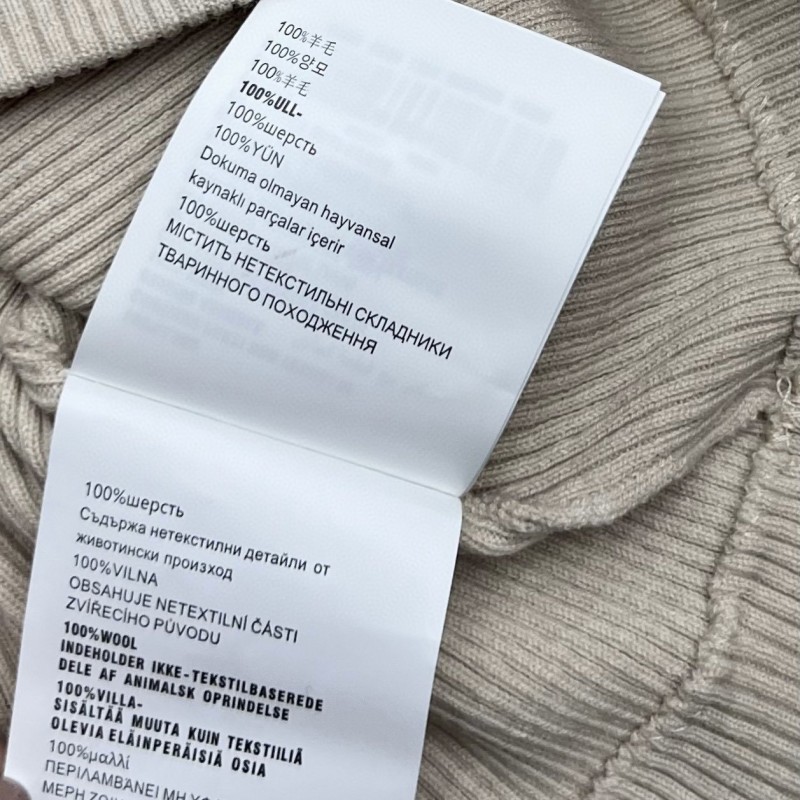 100%羊毛
100%양모
100%羊毛
100%ULL-
100%шерсть
100%YÜN
Dokuma olmayan hayvansal
kaynaklı parçalar içerir
100%шерсть
МІСТИТЬ НЕТЕКСТИЛЬНІ СКЛАДНИКИ
ТВАРИННОГО ПОХОДЖЕННЯ
100%шерсть
Съдържа нетекстилни детайли от
животински произход
100%VILNA
OBSAHUJE NETEXTILNÍ ČÁSTI
ZVÍŘECÍHO PŮVODU
100%WOOL
INDEHOLDER IKKE-TEKSTILBASEREDE
DELE AF ANIMALSK OPRINDELSE
100%VILLA-
SISÄLTÄÄ MUUTA KUIN TEKSTIILIÄ
OLEVIA ELÄINPERÄISIÄ OSIA
100%μαλλί
ΠΕΡΙΛΑΜΒΆΝΕΙ ΜΗ
ΜΕΡΗ